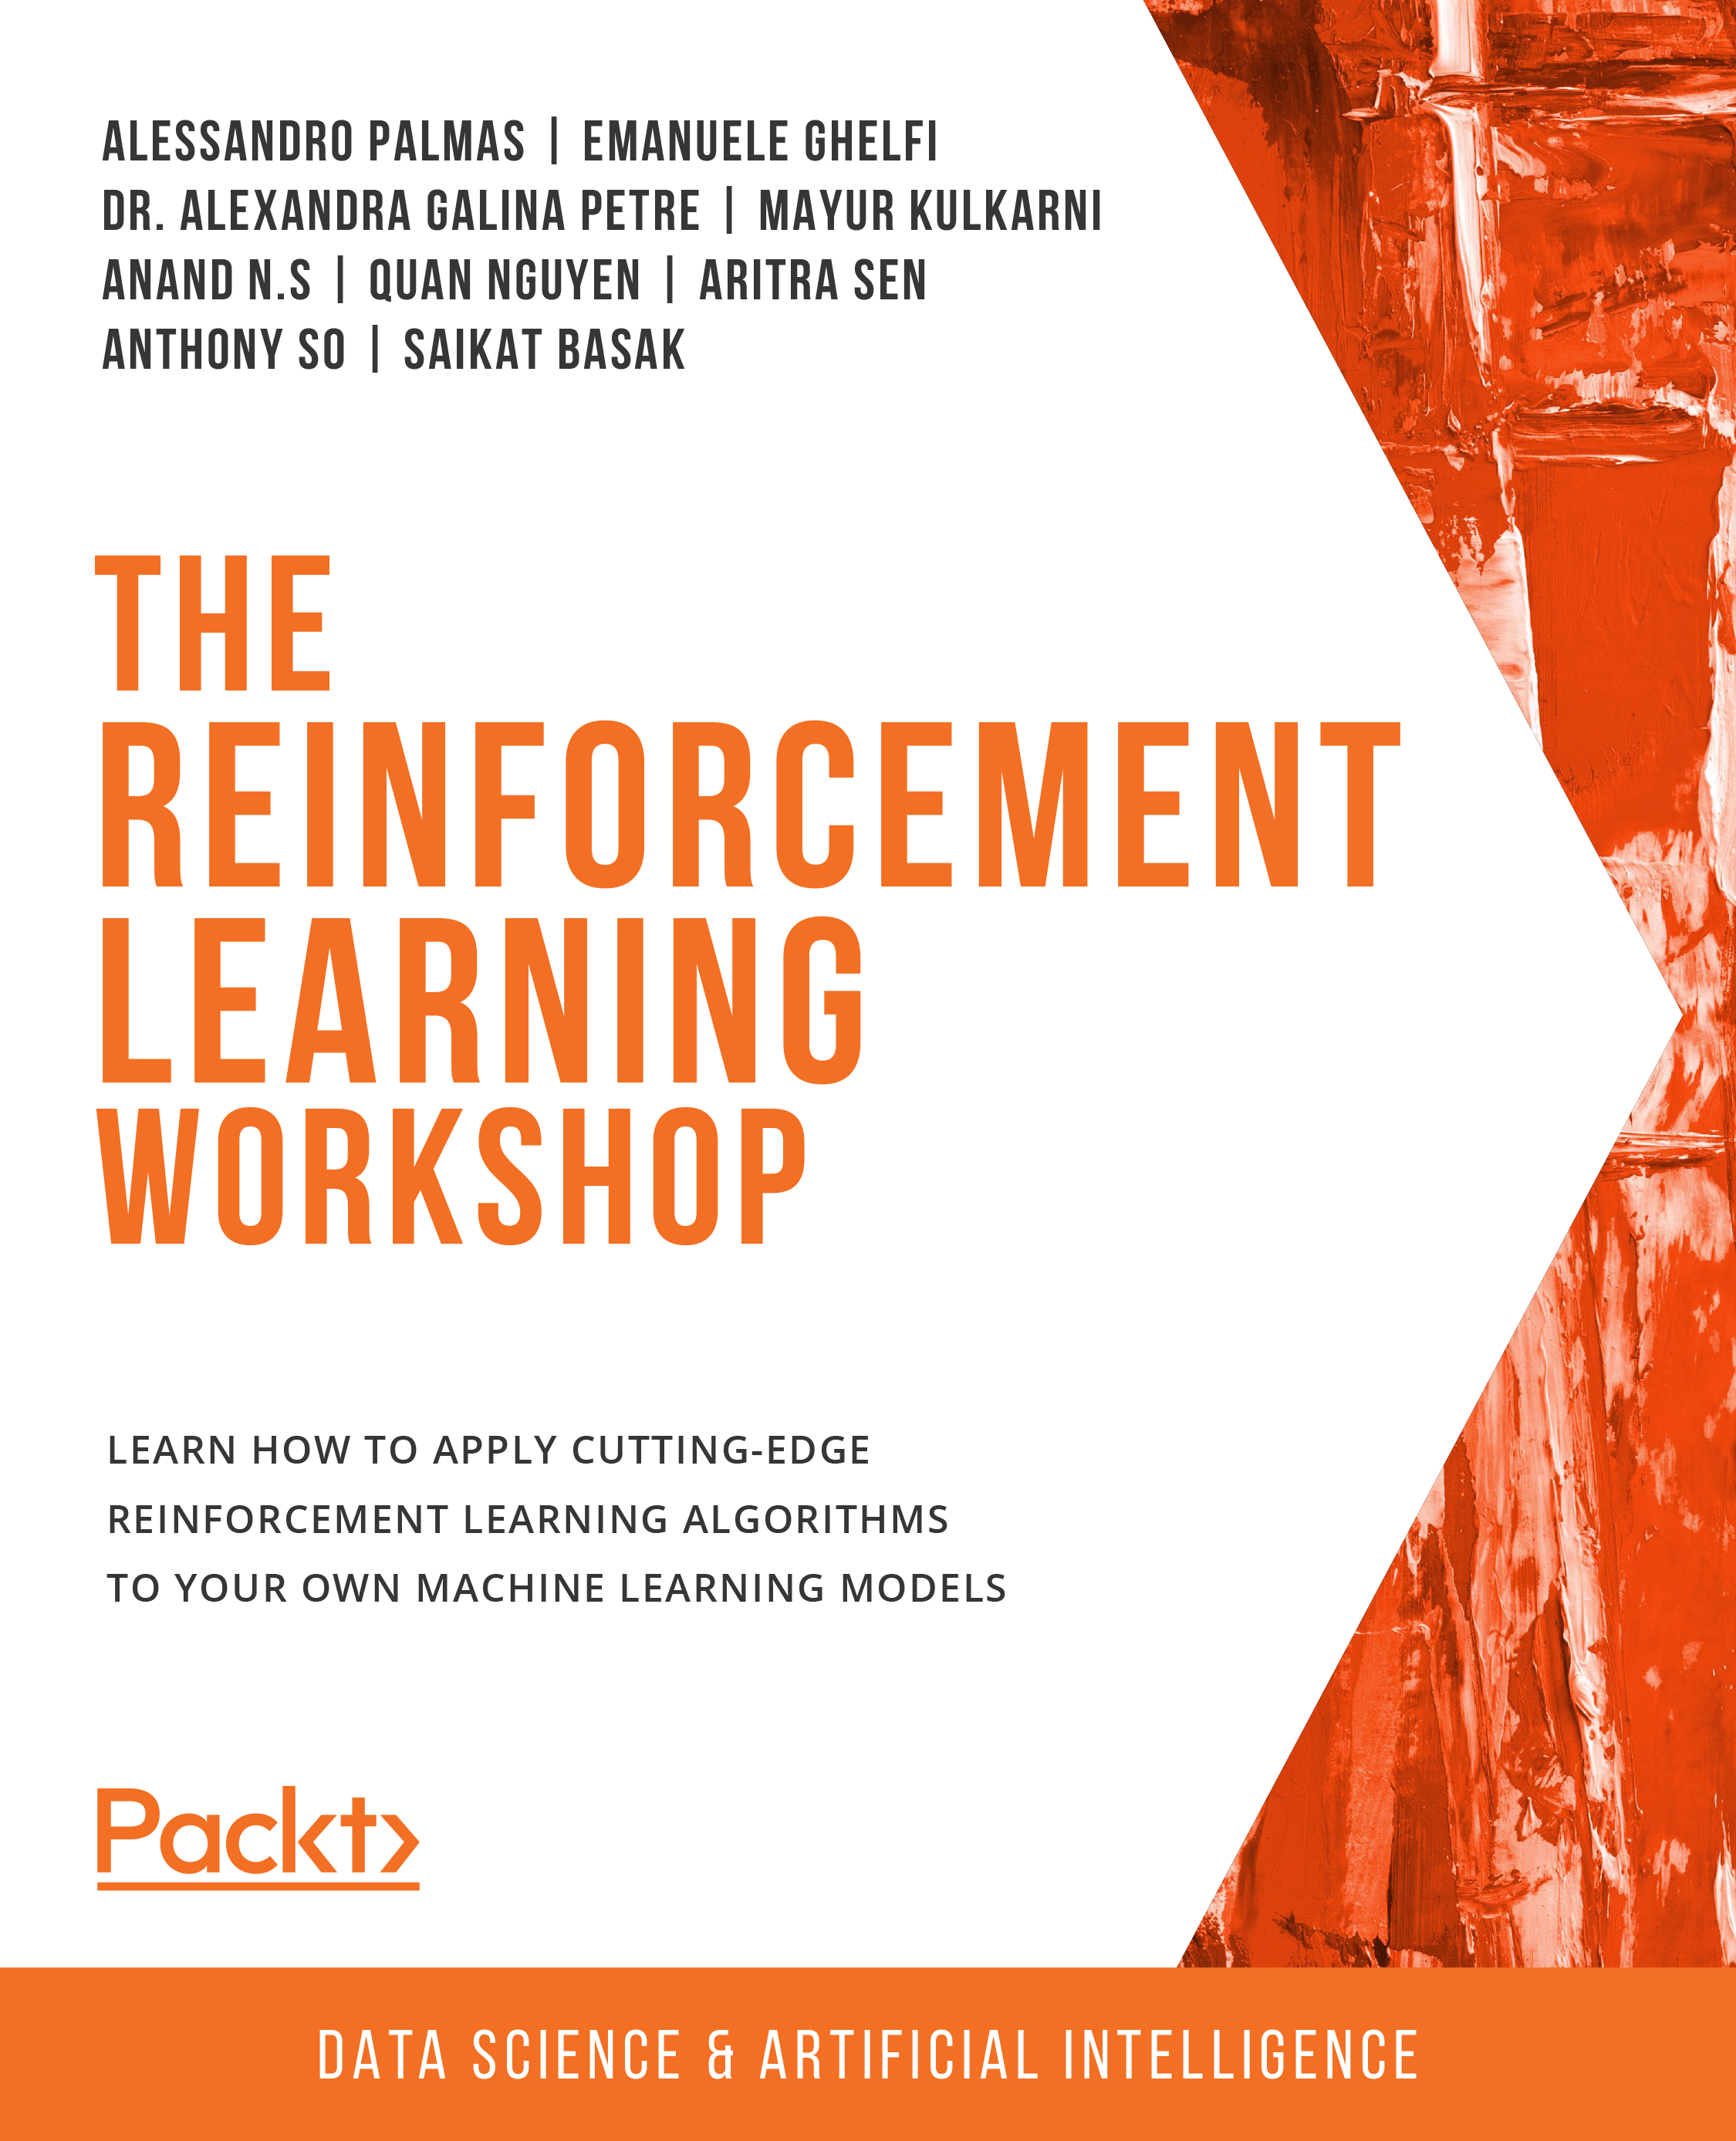 ALESSANDRO PALMAS | EMANUELE GHELFI
DR. ALEXANDRA GALINA PETRE | MAYUR KULKARNI
ANAND N.S | QUAN NGUYEN | ARITRA SEN
ANTHONY SO | SAIKAT BASAK
THE
REINFORCEMENT
LEARNING
WORKSHOP
LEARN HOW TO APPLY CUTTING-EDGE
REINFORCEMENT LEARNING ALGORITHMS
TO YOUR OWN MACHINE LEARNING MODELS
Packt>
DATA SCIENCE & ARTIFICIAL INTELLIGENCE